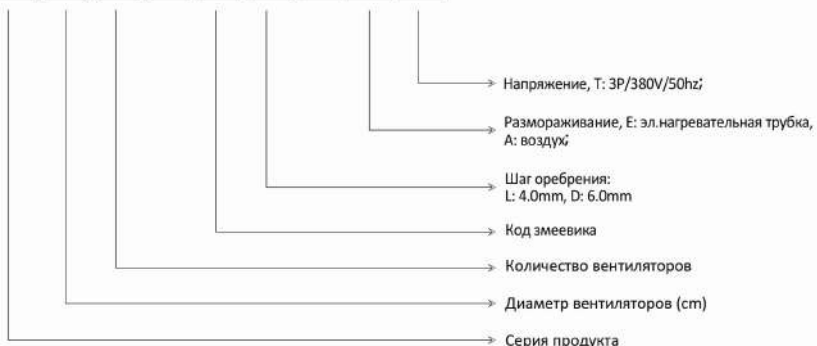 Напряжение, T: 3P/380V/50hz;
Размораживание, E: эл.нагревательная трубка,
A: воздух;
Шаг оребрения:
L: 4.0mm, D: 6.0mm
Код змеевика
Количество вентиляторов
Диаметр вентиляторов (cm)
Серия продукта